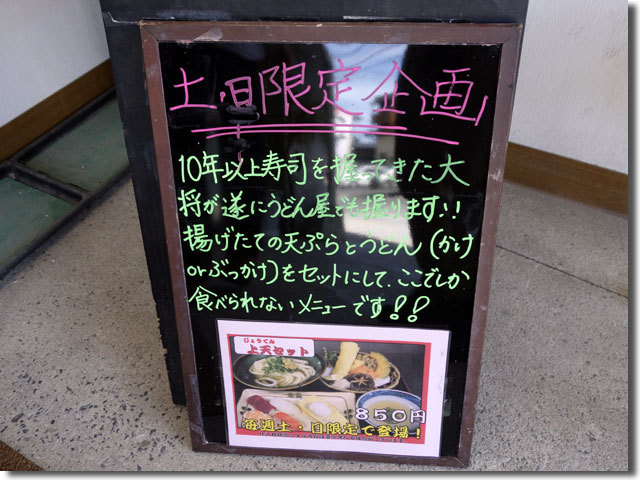 土・日限定企画
10年以上寿司を握ってきた大
将が遂にうどん屋でも握ります!!
揚げたての天ぷらとうどん(かけ
orぶっかけ)をセットにして、ここでしか
食べられないメニューです!!
じょうてん
上天セット
850円
毎週土・日限定で登場!